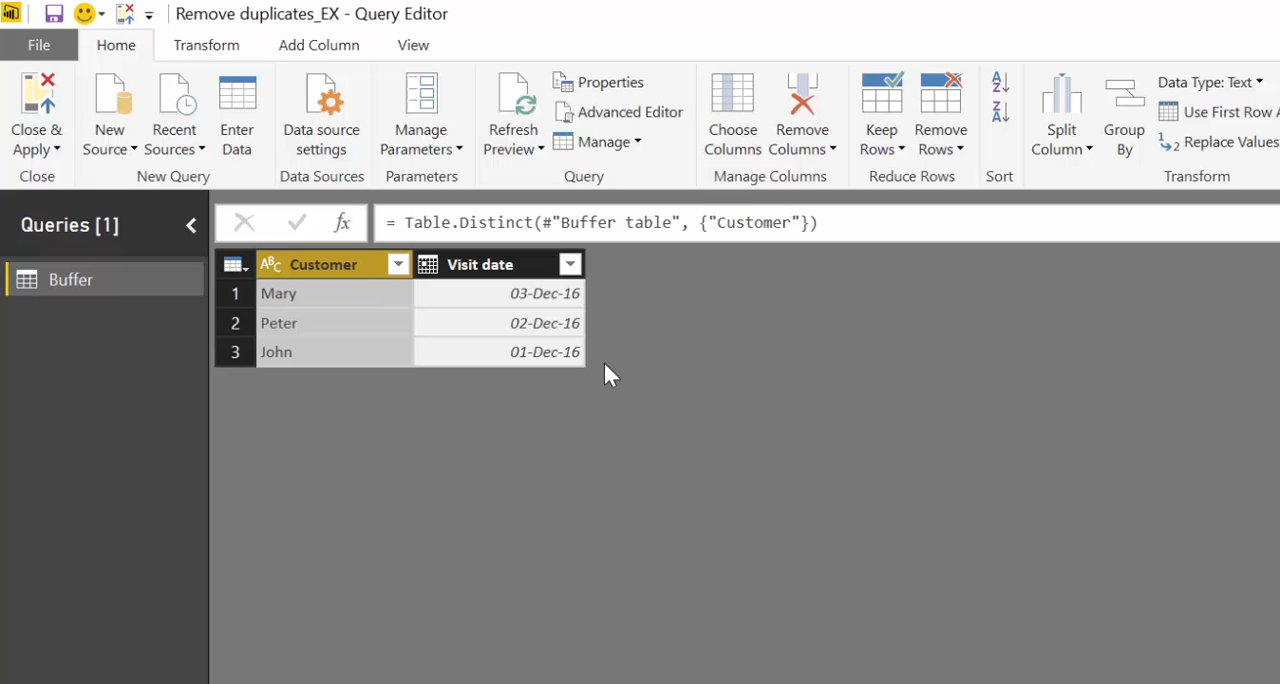 Remove duplicates_EX - Query Editor
File Home Transform Add Column View
Close & Apply
New Source
Recent Sources
Enter Data
Data source settings
Manage Parameters
Refresh Preview
Properties
Advanced Editor
Manage
Choose Columns
Remove Columns
Keep Rows
Remove Rows
A Z
Z A
Split Column
Group By
Data Type: Text
Use First Row A
1 2 Replace Values
Close New Query Data Sources Parameters Query Manage Columns Reduce Rows Sort Transform
Queries [1]
fx = Table.Distinct(#"Buffer table", {"Customer"})
Buffer
ABC Customer Visit date
1 Mary 03-Dec-16
2 Peter 02-Dec-16
3 John 01-Dec-16